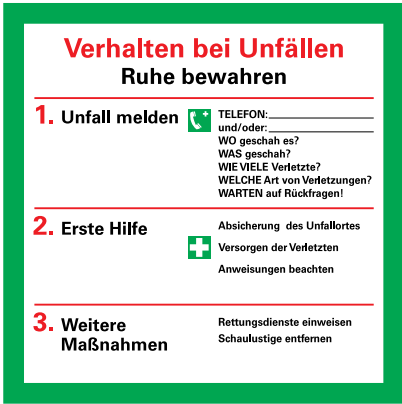 Verhalten bei Unfällen
Ruhe bewahren
1. Unfall melden
TELEFON:
und/oder:
WO geschah es?
WAS geschah?
WIE VIELE Verletzte?
WELCHE Art von Verletzungen?
WARTEN auf Rückfragen!
2. Erste Hilfe
Absicherung des Unfallortes
Versorgen der Verletzten
Anweisungen beachten
3. Weitere
Maßnahmen
Rettungsdienste einweisen
Schaulustige entfernen